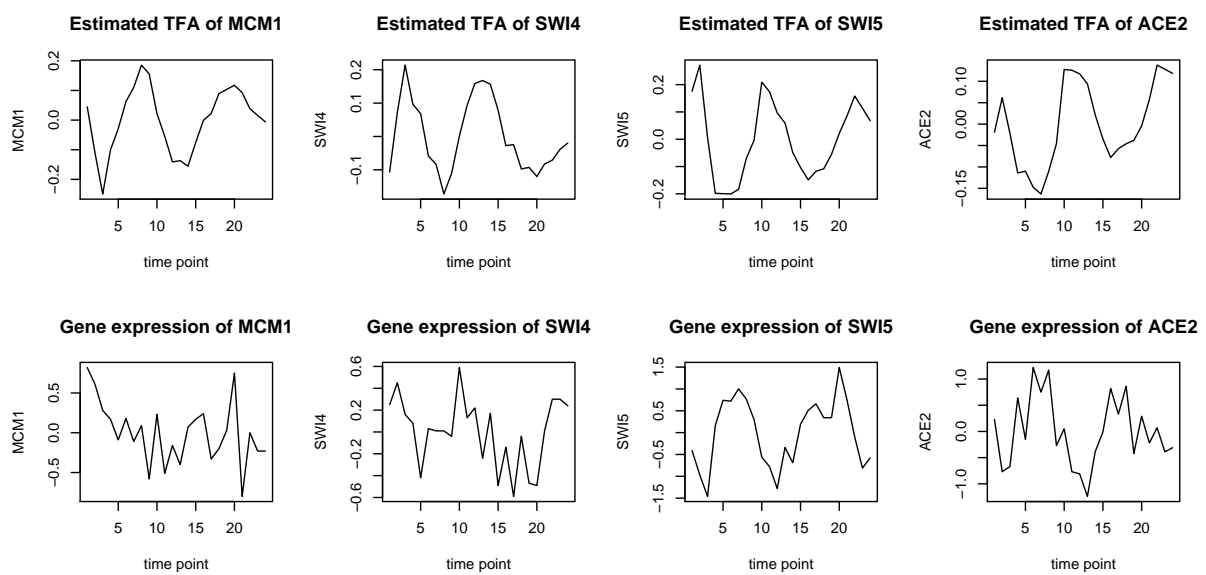 Estimated TFA of MCM1
MCM1
0.2
0.0
−0.2
5 10 15 20
time point
Estimated TFA of SWI4
SWI4
0.2
0.1
−0.1
5 10 15 20
time point
Estimated TFA of SWI5
SWI5
0.2
0.0
−0.2
5 10 15 20
time point
Estimated TFA of ACE2
ACE2
0.10
0.00
−0.15
5 10 15 20
time point
Gene expression of MCM1
MCM1
0.5
0.0
−0.5
5 10 15 20
time point
Gene expression of SWI4
SWI4
0.6
0.2
−0.2
−0.6
5 10 15 20
time point
Gene expression of SWI5
SWI5
1.5
0.5
−0.5
−1.5
5 10 15 20
time point
Gene expression of ACE2
ACE2
1.0
0.0
−1.0
5 10 15 20
time point